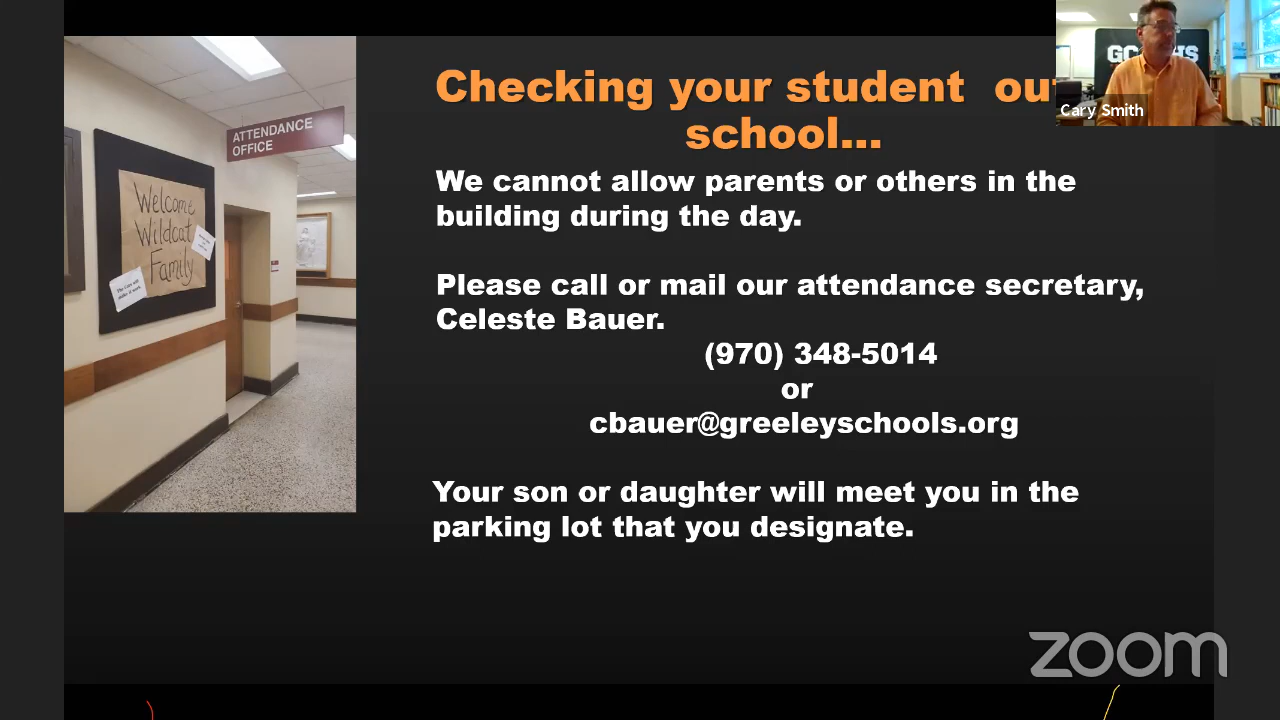 Checking your student ou
school...
We cannot allow parents or others in the
building during the day.
Please call or mail our attendance secretary,
Celeste Bauer.
(970) 348-5014
or
cbauer@greeleyschools.org
Your son or daughter will meet you in the
parking lot that you designate.
ATTENDANCE
OFFICE
Welcome
Wildcat
Family
Cary Smith
zoom